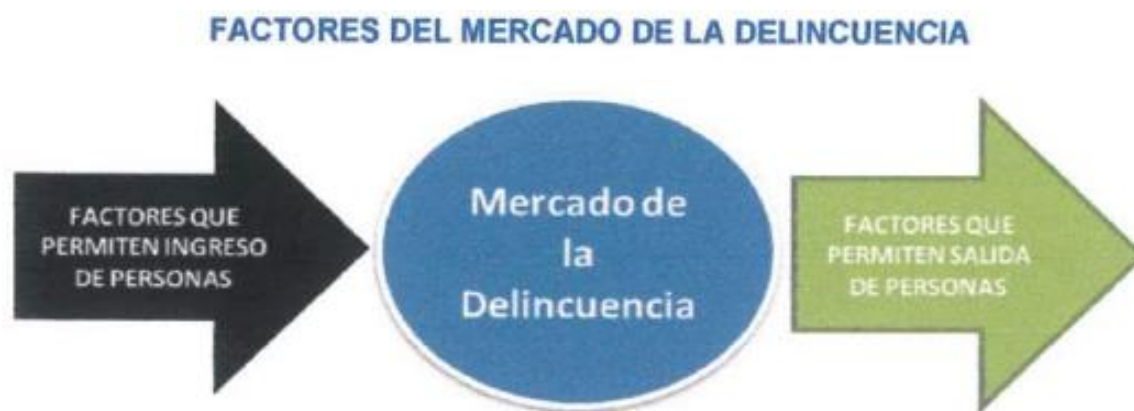 FACTORES DEL MERCADO DE LA DELINCUENCIA
FACTORES QUE
PERMITEN INGRESO
DE PERSONAS
Mercado de
la
Delincuencia
FACTORES QUE
PERMITEN SALIDA
DE PERSONAS